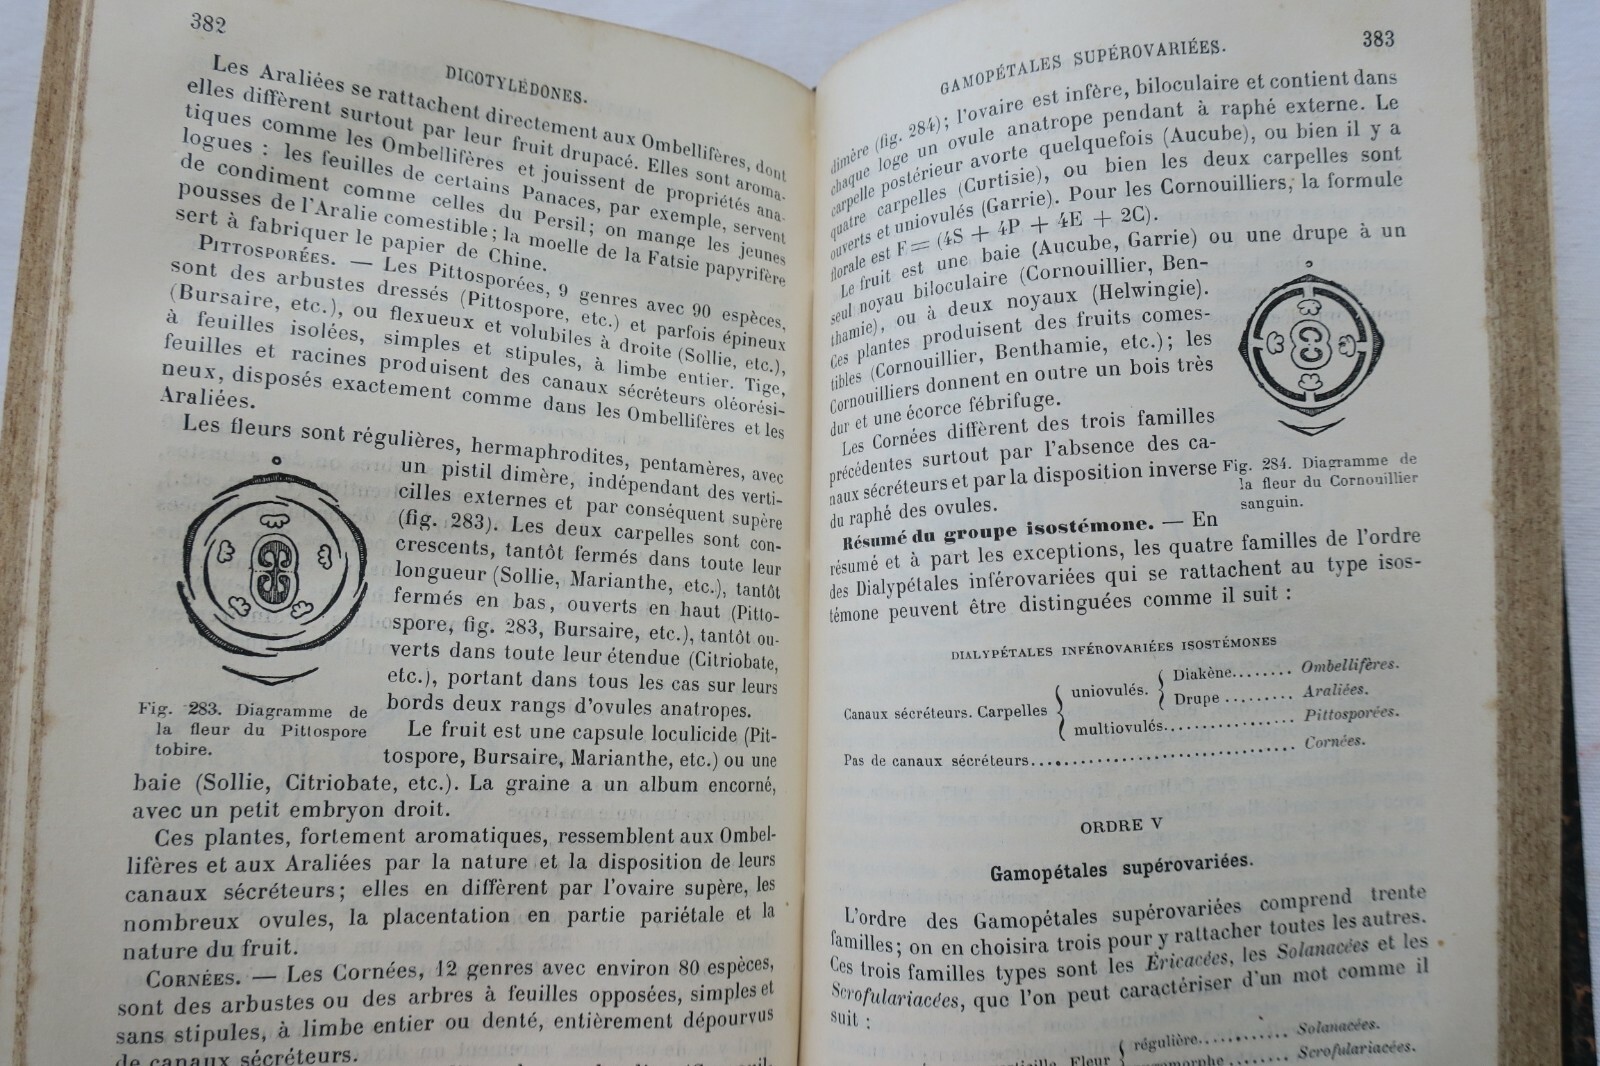 382
DICOTYLÉDONES.
Les Araliées se rattachent directement aux Ombellifères, dont
elles diffèrent surtout par leur fruit drupacé. Elles sont aroma-
tiques comme les Ombellifères et jouissent de propriétés ana-
logues : les feuilles de certains Panaces, par exemple, servent
de condiment comme celles du Persil; on mange les jeunes
pousses de l'Aralie comestible; la moelle de la Fatsie papyrifère
sert à fabriquer le papier de Chine.
PITTOSPORÉES. — Les Pittosporées, 9 genres avec 90 espèces,
sont des arbustes dressés (Pittospore, etc.) et parfois épineux
(Bursaire, etc.), ou flexueux et volubiles à droite (Sollie, etc.),
à feuilles isolées, simples et stipules, à limbe entier. Tige,
feuilles et racines produisent des canaux sécréteurs oléorési-
neux, disposés exactement comme dans les Ombellifères et les
Araliées.
Les fleurs sont régulières, hermaphrodites, pentamères, avec
un pistil dimère, indépendant des verti-
cilles externes et par conséquent supère
(fig. 283). Les deux carpelles sont con-
crescents, tantôt fermés dans toute leur
longueur (Sollie, Marianthe, etc.), tantôt
fermés en bas, ouverts en haut (Pitto-
spore, fig. 283, Bursaire, etc.), tantôt ou-
verts dans toute leur étendue (Citriobate,
etc.), portant dans tous les cas sur leurs
bords deux rangs d'ovules anatropes.
Fig. 283. Diagramme de
la fleur du Pittospore
tobire.
Le fruit est une capsule loculicide (Pit-
tospore, Bursaire, Marianthe, etc.) ou une
baie (Sollie, Citriobate, etc.). La graine a un album encorné,
avec un petit embryon droit.
Ces plantes, fortement aromatiques, ressemblent aux Ombel-
lifères et aux Araliées par la nature et la disposition de leurs
canaux sécréteurs; elles en diffèrent par l'ovaire supère, les
nombreux ovules, la placentation en partie pariétale et la
nature du fruit.
CORNÉES. — Les Cornées, 12 genres avec environ 80 espèces,
sont des arbustes ou des arbres à feuilles opposées, simples et
sans stipules, à limbe entier ou denté, entièrement dépourvus
de canaux sécréteurs.
GAMOPÉTALES SUPÉROVARIÉES.
383
dimère (fig. 284); l'ovaire est infère, biloculaire et contient dans
chaque loge un ovule anatrope pendant à raphé externe. Le
carpelle postérieur avorte quelquefois (Aucube), ou bien il y a
quatre carpelles (Curtisie), ou bien les deux carpelles sont
ouverts et uniovulés (Garrie). Pour les Cornouilliers, la formule
florale est F = (4S + 4P + 4E + 2C).
Le fruit est une baie (Aucube, Garrie) ou une drupe à un
seul noyau biloculaire (Cornouillier, Ben-
thamie), ou à deux noyaux (Helwingie).
Ces plantes produisent des fruits comes-
tibles (Cornouillier, Benthamie, etc.); les
Cornouilliers donnent en outre un bois très
dur et une écorce fébrifuge.
Les Cornées diffèrent des trois familles
précédentes surtout par l'absence des ca-
naux sécréteurs et par la disposition inverse
du raphé des ovules.
Fig. 284. Diagramme de
la fleur du Cornouillier
sanguin.
Résumé du groupe isostémone. — En
résumé et à part les exceptions, les quatre familles de l'ordre
des Dialypétales inférovariées qui se rattachent au type isos-
témone peuvent être distinguées comme il suit :
DIALYPÉTALES INFÉROVARIÉES ISOSTÉMONES
Canaux sécréteurs. Carpelles { uniovulés. { Diakène........ Ombellifères.
Drupe ......... Araliées.
multiovulés................. Pittosporées.
Pas de canaux sécréteurs................................ Cornées.
ORDRE V
Gamopétales supérovariées.
L'ordre des Gamopétales supérovariées comprend trente
familles; on en choisira trois pour y rattacher toutes les autres.
Ces trois familles types sont les Éricacées, les Solanacées et les
Scrofulariacées, que l'on peut caractériser d'un mot comme il
suit :
Fleur { régulière............ Solanacées.
Scrofulariacées.